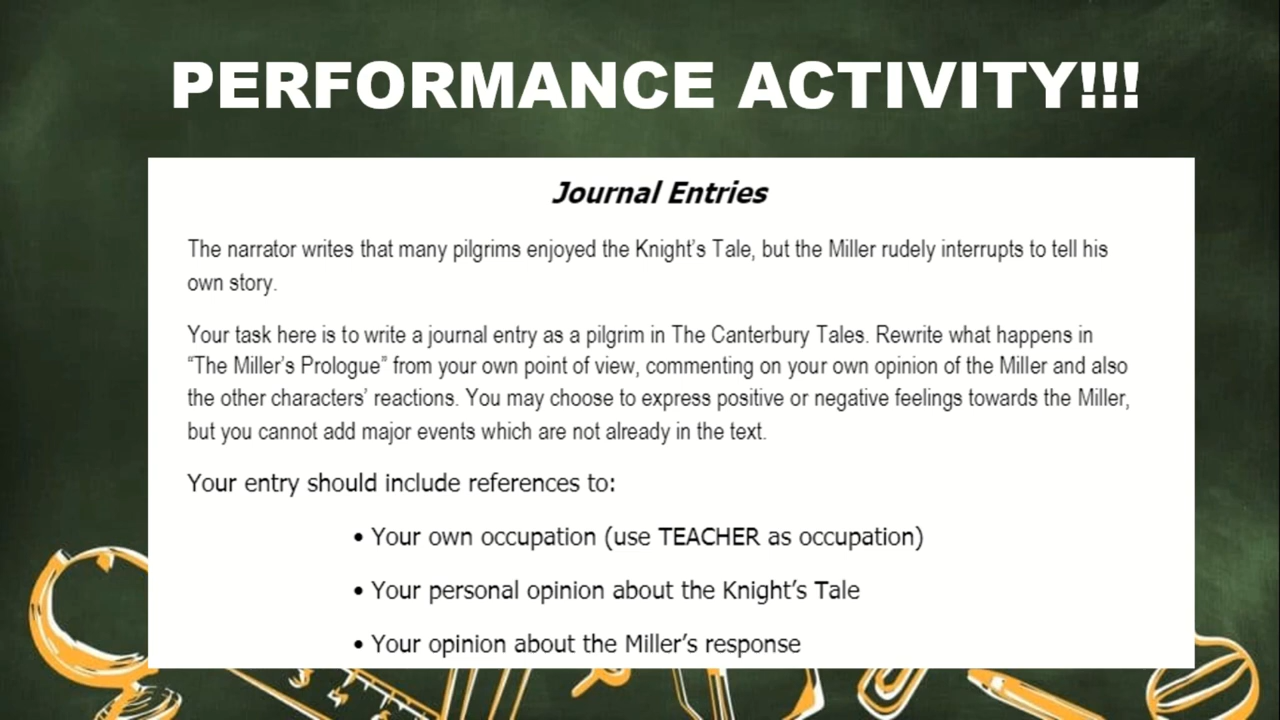 PERFORMANCE ACTIVITY!!!
Journal Entries
The narrator writes that many pilgrims enjoyed the Knight's Tale, but the Miller rudely interrupts to tell his
own story.
Your task here is to write a journal entry as a pilgrim in The Canterbury Tales. Rewrite what happens in
“The Miller's Prologue” from your own point of view, commenting on your own opinion of the Miller and also
the other characters' reactions. You may choose to express positive or negative feelings towards the Miller,
but you cannot add major events which are not already in the text.
Your entry should include references to:
• Your own occupation (use TEACHER as occupation)
• Your personal opinion about the Knight's Tale
• Your opinion about the Miller's response